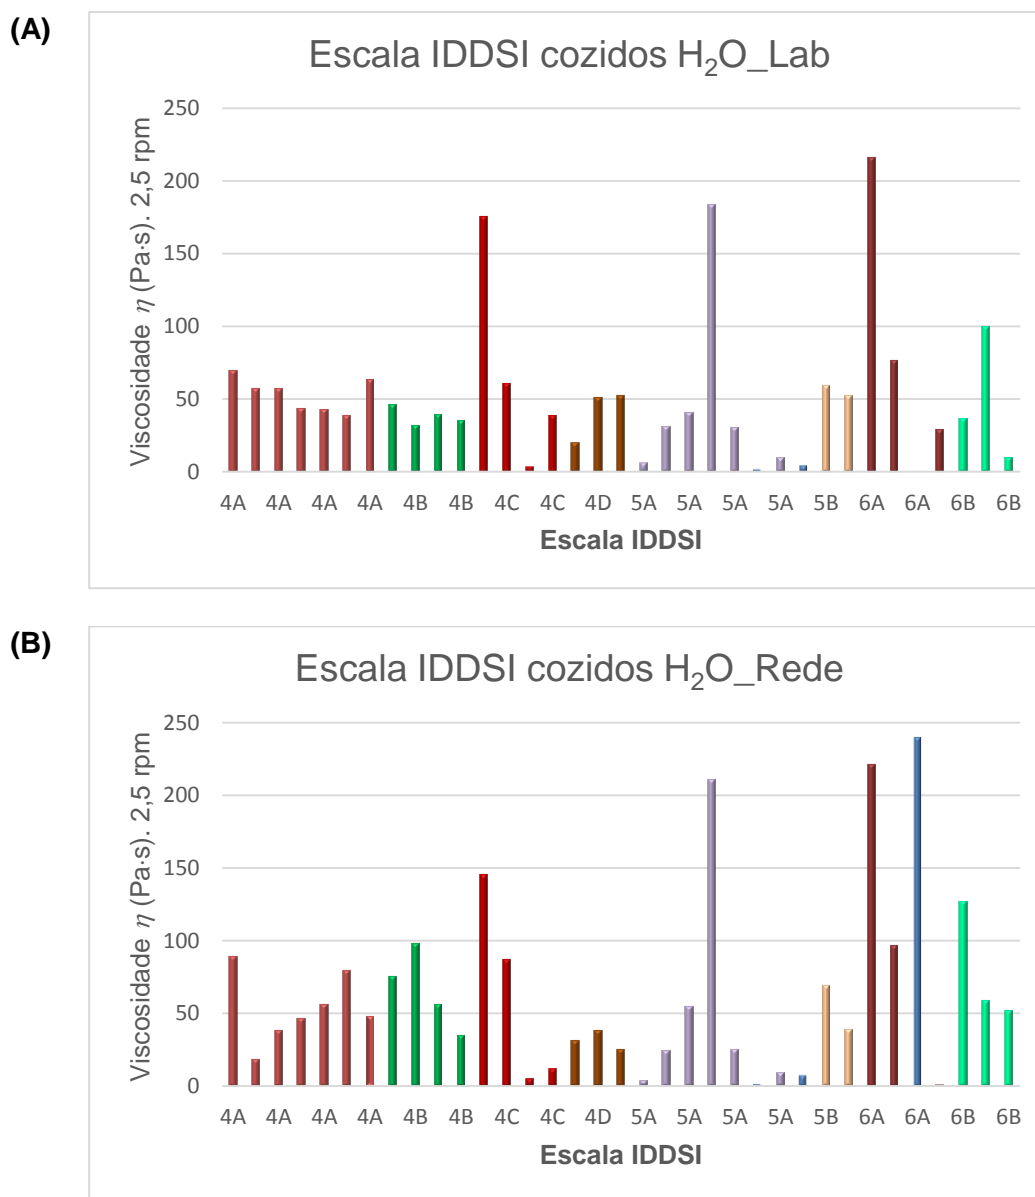 (A)
Escala IDDSI cozidos H₂O_Lab
Viscosidade η (Pa·s). 2,5 rpm
250
200
150
100
50
0
4A 4A 4A 4A 4B 4B 4C 4C 4D 5A 5A 5A 5A 5B 6A 6A 6B 6B
Escala IDDSI
(B)
Escala IDDSI cozidos H₂O_Rede
Viscosidade η (Pa·s). 2,5 rpm
250
200
150
100
50
0
4A 4A 4A 4A 4B 4B 4C 4C 4D 5A 5A 5A 5A 5B 6A 6A 6B 6B
Escala IDDSI